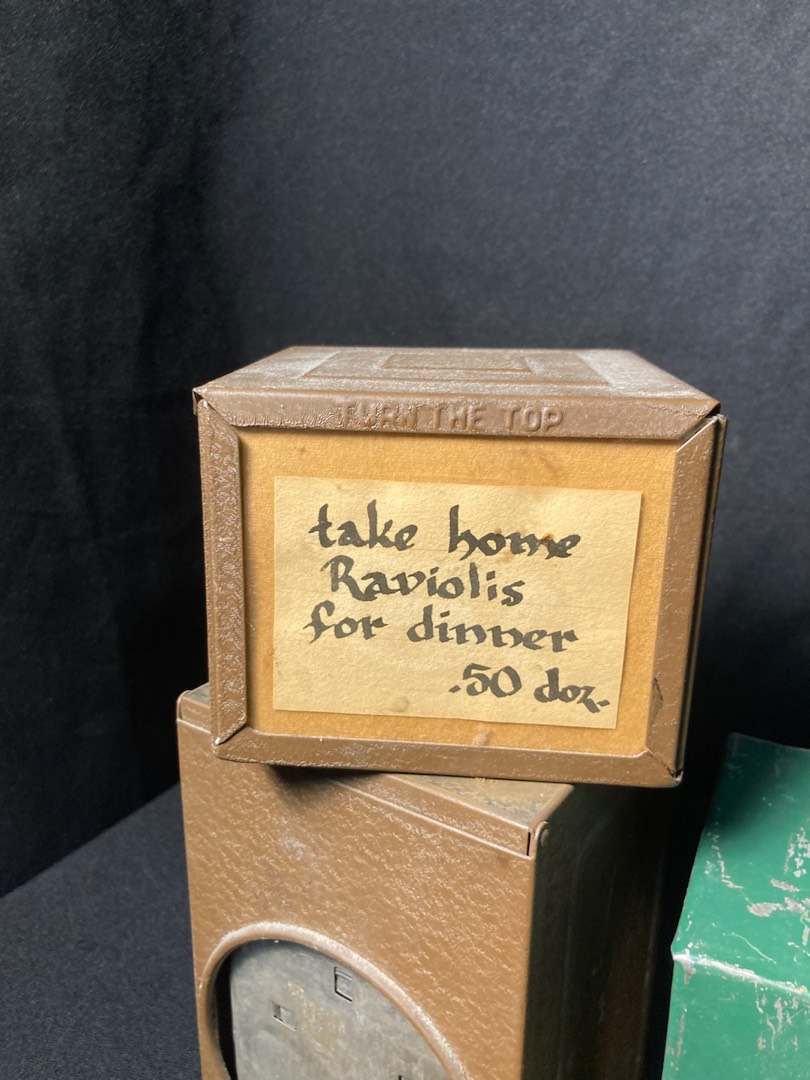 TURN THE TOP
take home
Raviolis
for dinner
.50 doz.